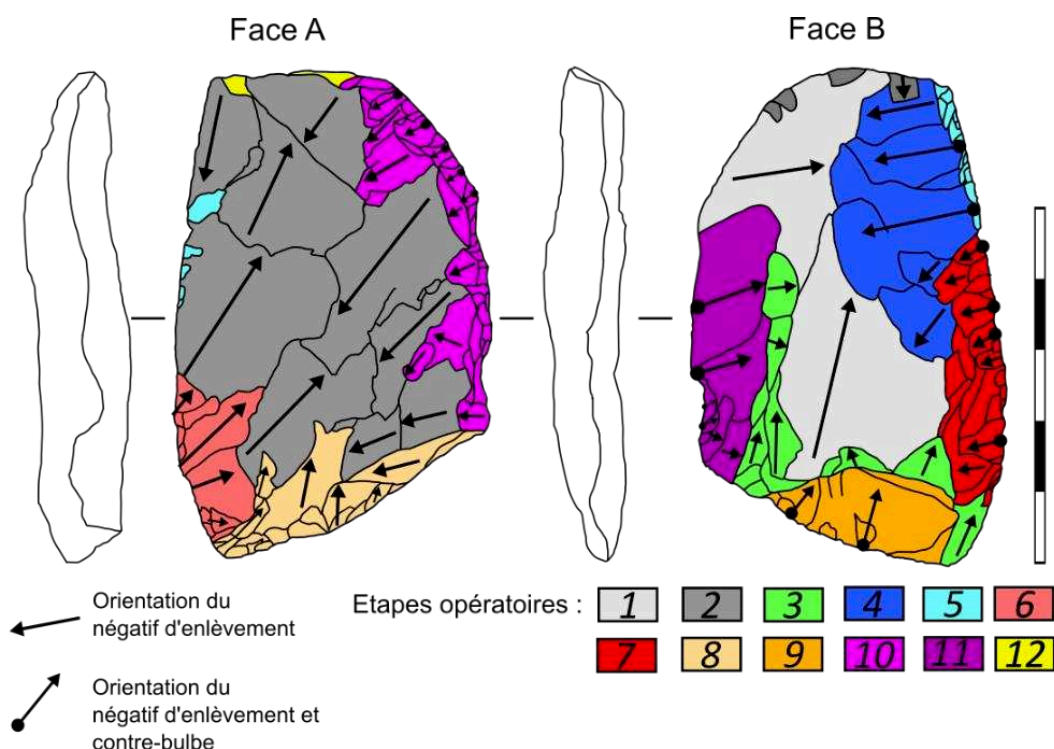 Face A
Face B
Orientation du
négatif d'enlèvement
Orientation du
négatif d'enlèvement et
contre-bulbe
Etapes opératoires :
1 2 3 4 5 6
7 8 9 10 11 12